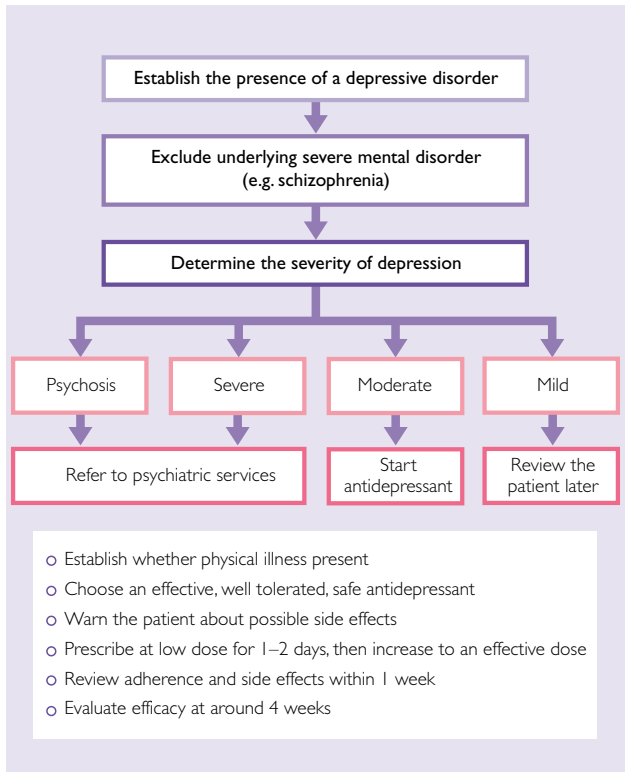 Establish the presence of a depressive disorder
Exclude underlying severe mental disorder
(e.g. schizophrenia)
Determine the severity of depression
Psychosis
Severe
Moderate
Mild
Refer to psychiatric services
Start
antidepressant
Review the
patient later
Establish whether physical illness present
Choose an effective, well tolerated, safe antidepressant
Warn the patient about possible side effects
Prescribe at low dose for 1–2 days, then increase to an effective dose
Review adherence and side effects within 1 week
Evaluate efficacy at around 4 weeks